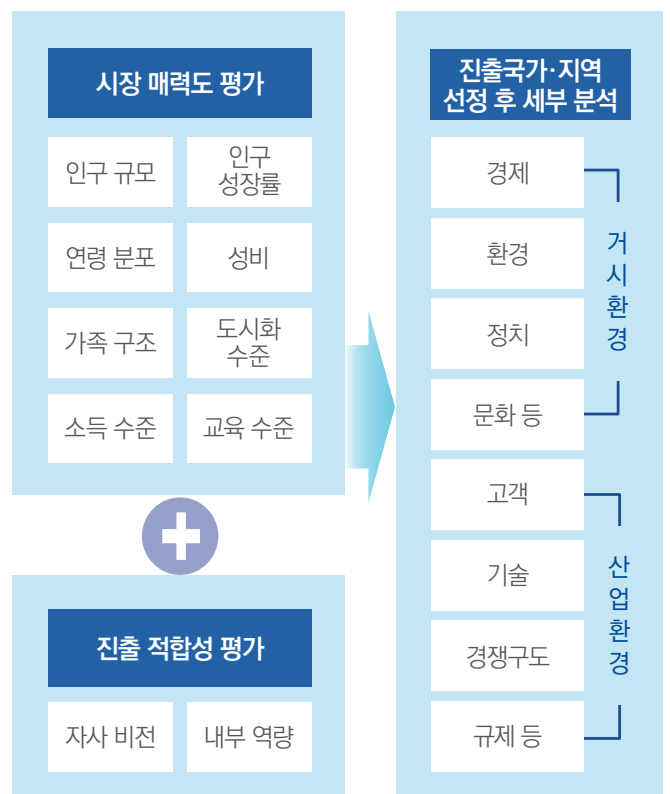 시장 매력도 평가
인구 규모
인구
성장률
연령 분포
성비
가족 구조
도시화
수준
소득 수준
교육 수준
진출 적합성 평가
자사 비전
내부 역량
진출국가·지역
선정 후 세부 분석
경제
환경
정치
문화 등
거시환경
고객
기술
경쟁구도
규제 등
산업환경